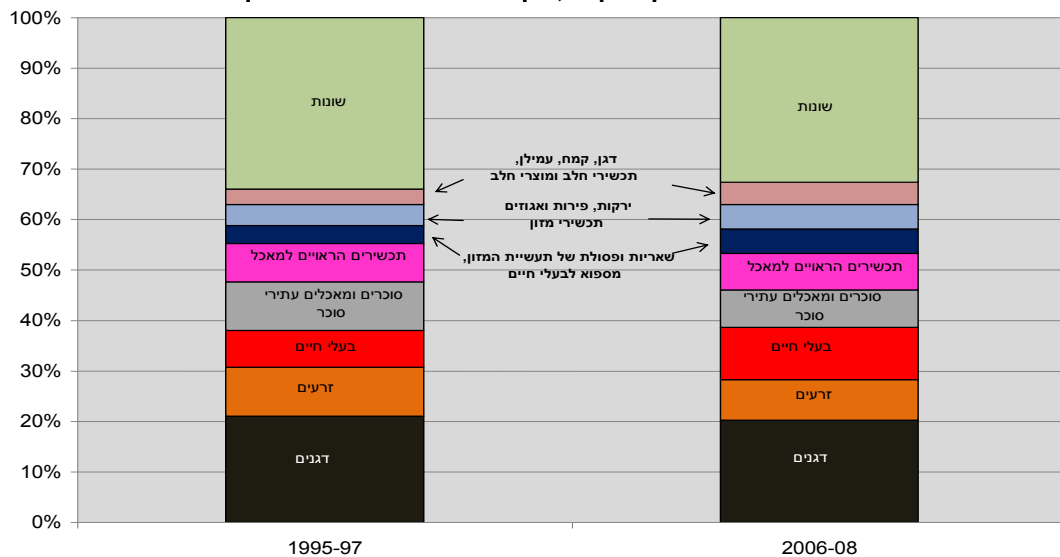 100%
90%
80%
70%
60%
50%
40%
30%
20%
10%
0%
שונות
תכשירים הראויים למאכל
סוכרים ומאכלים עתירי
סוכר
בעלי חיים
זרעים
דגנים
דגן, קמח, עמילן,
תכשירי חלב ומוצרי חלב
ירקות, פירות ואגוזים
תכשירי מזון
שאריות ופסולת של תעשיית המזון,
מספוא לבעלי חיים
שונות
תכשירים הראויים למאכל
סוכרים ומאכלים עתירי
סוכר
בעלי חיים
זרעים
דגנים
1995-97
2006-08